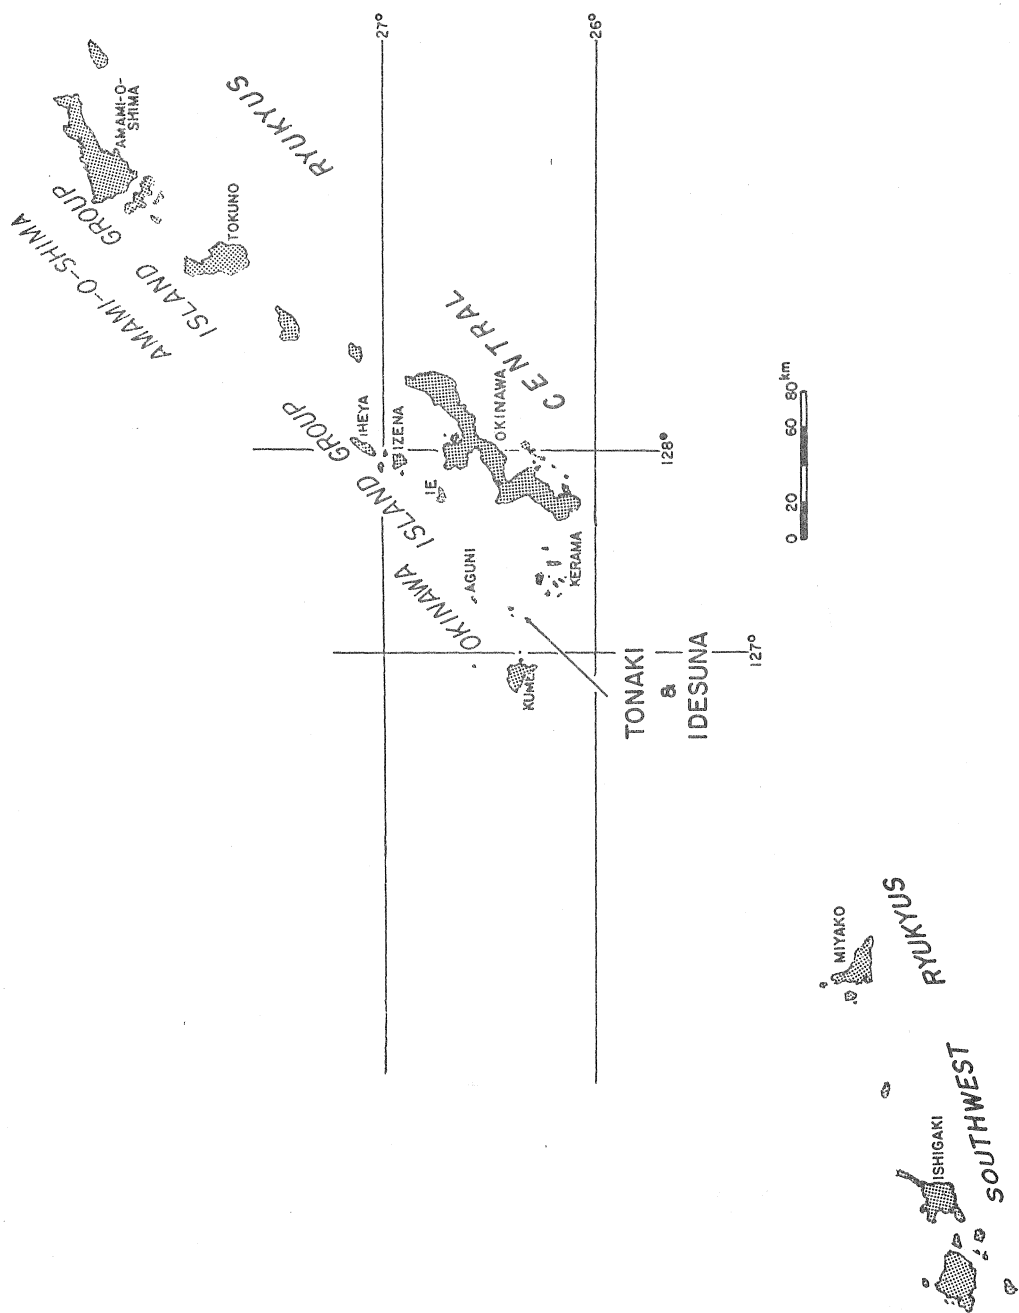 27°
26°
AMAMI-O-
SHIMA
RYUKYUS
GROUP
AMAMI-O-SHIMA
ISLAND
TOKUNO
CENTRAL
OKINAWA
GROUP
IHEYA
IZENA
128°
ISLAND
IE
OKINAWA
AGUNI
KERAMA
KUME
127°
TONAKI
&
IDESUNA
0 20 60 80 km
MIYAKO
RYUKYUS
SOUTHWEST
ISHIGAKI